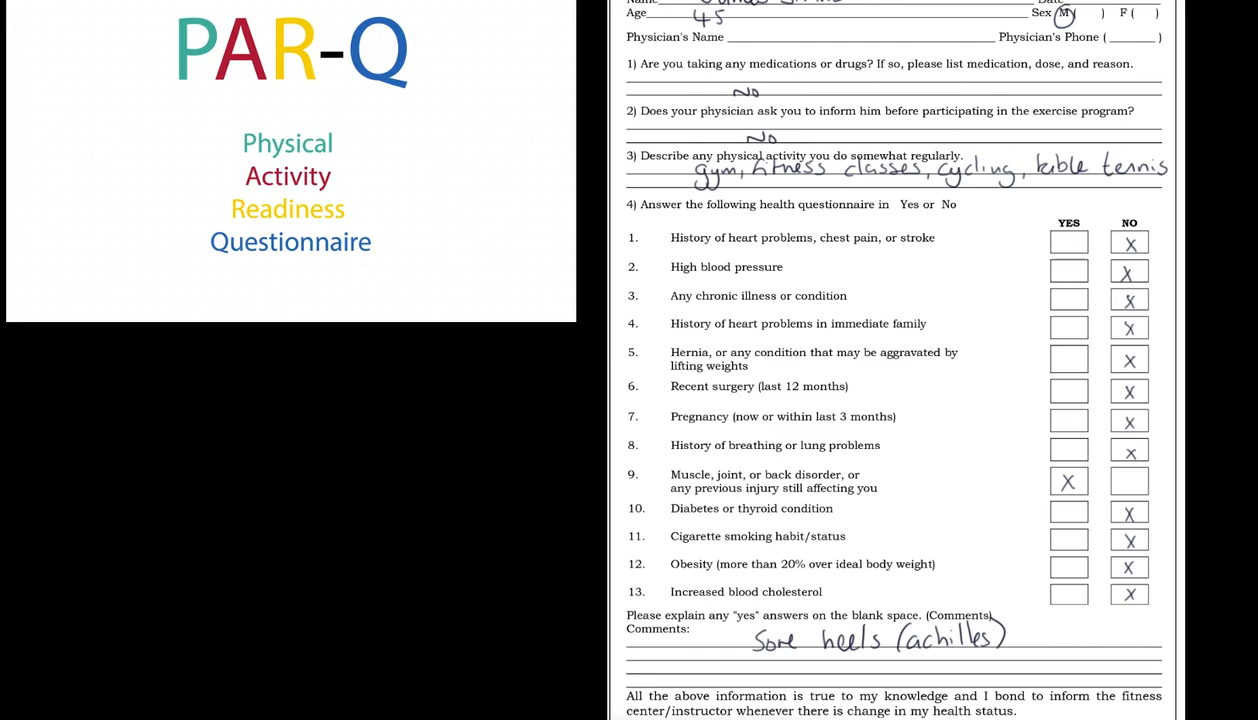 PAR-Q
Physical
Activity
Readiness
Questionnaire
Name
Age 45 Sex (M ) F ( )
Physician's Name Physician's Phone ( )
1) Are you taking any medications or drugs? If so, please list medication, dose, and reason.
NO
2) Does your physician ask you to inform him before participating in the exercise program?
NO
3) Describe any physical activity you do somewhat regularly.
gym, fitness classes, cycling, table tennis
4) Answer the following health questionnaire in Yes or No
YES NO
1. History of heart problems, chest pain, or stroke X
2. High blood pressure X
3. Any chronic illness or condition X
4. History of heart problems in immediate family X
5. Hernia, or any condition that may be aggravated by
lifting weights X
6. Recent surgery (last 12 months) X
7. Pregnancy (now or within last 3 months) X
8. History of breathing or lung problems X
9. Muscle, joint, or back disorder, or
any previous injury still affecting you X
10. Diabetes or thyroid condition X
11. Cigarette smoking habit/status X
12. Obesity (more than 20% over ideal body weight) X
13. Increased blood cholesterol X
Please explain any "yes" answers on the blank space. (Comments)
Comments:
Sore heels (achilles)
All the above information is true to my knowledge and I bond to inform the fitness
center/instructor whenever there is change in my health status.